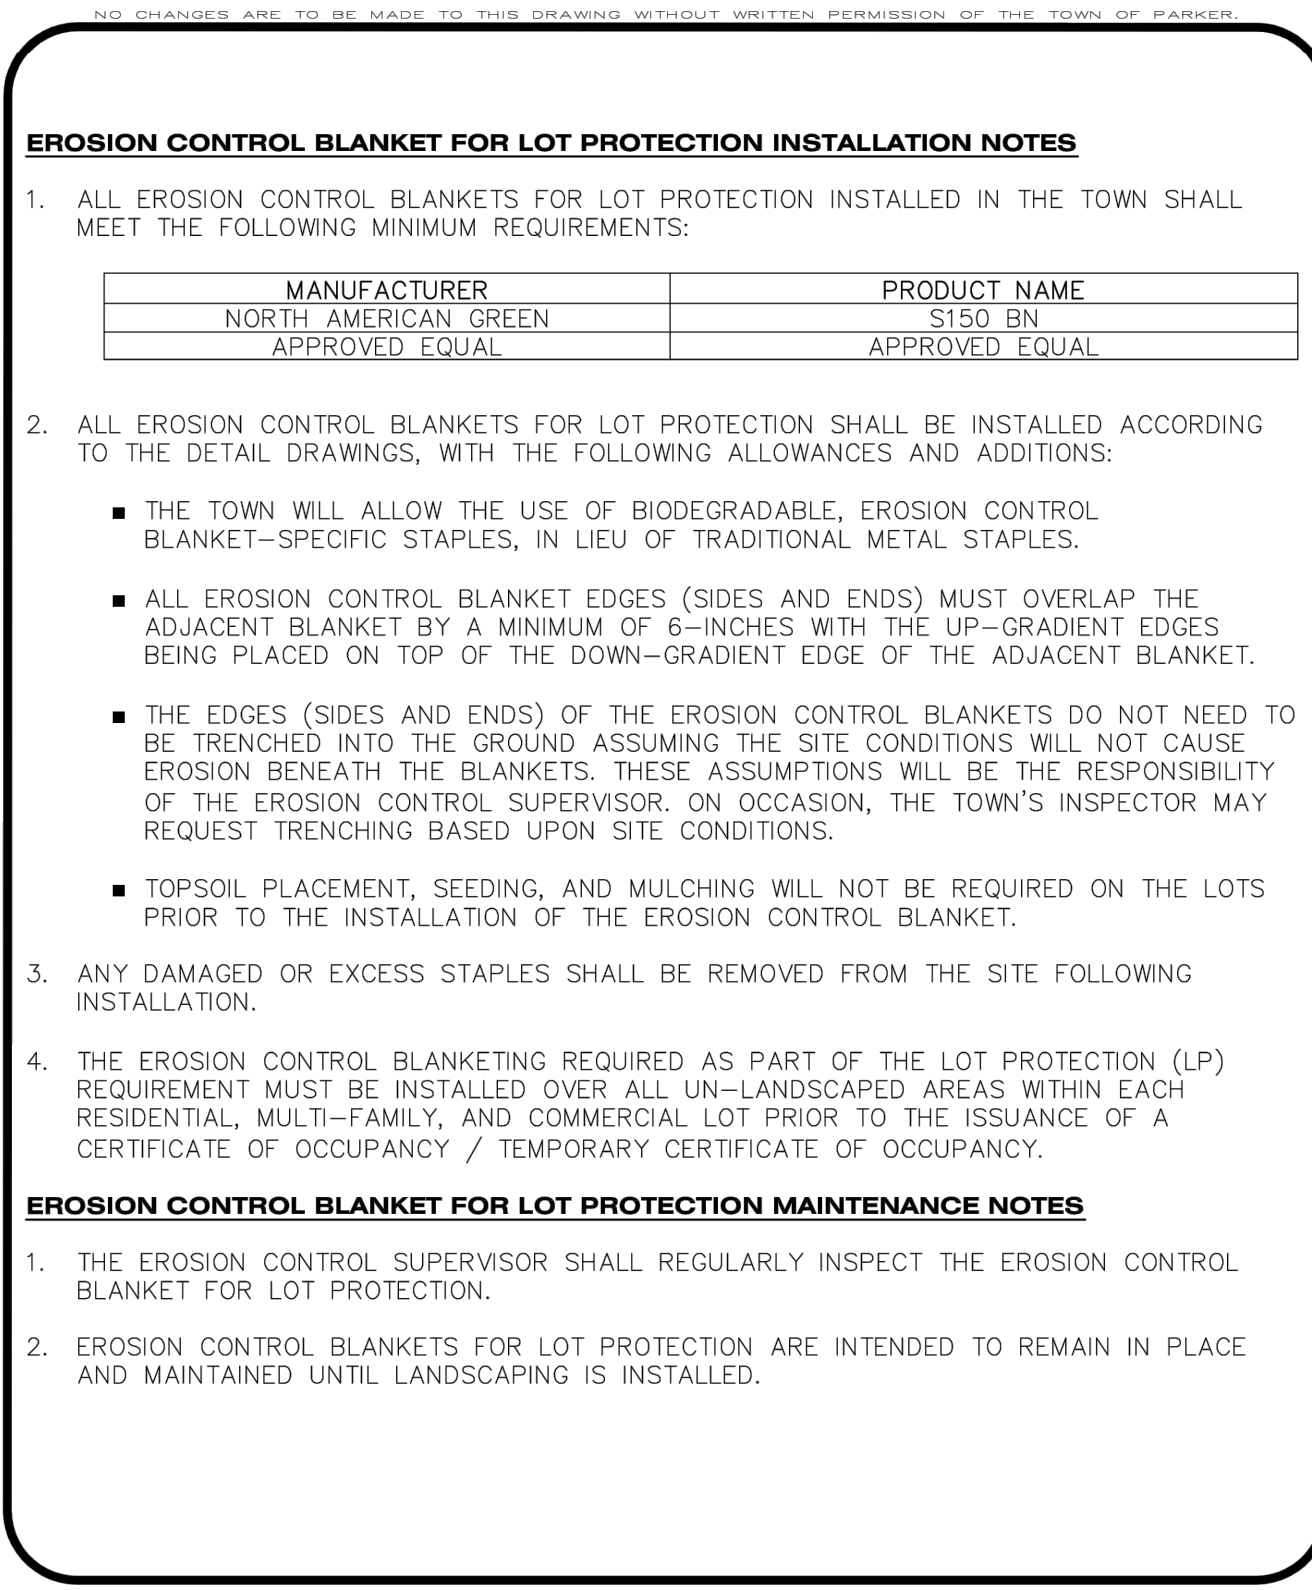 NO CHANGES ARE TO BE MADE TO THIS DRAWING WITHOUT WRITTEN PERMISSION OF THE TOWN OF PARKER.
EROSION CONTROL BLANKET FOR LOT PROTECTION INSTALLATION NOTES
1. ALL EROSION CONTROL BLANKETS FOR LOT PROTECTION INSTALLED IN THE TOWN SHALL
MEET THE FOLLOWING MINIMUM REQUIREMENTS:
MANUFACTURER PRODUCT NAME
NORTH AMERICAN GREEN S150 BN
APPROVED EQUAL APPROVED EQUAL
2. ALL EROSION CONTROL BLANKETS FOR LOT PROTECTION SHALL BE INSTALLED ACCORDING
TO THE DETAIL DRAWINGS, WITH THE FOLLOWING ALLOWANCES AND ADDITIONS:
■ THE TOWN WILL ALLOW THE USE OF BIODEGRADABLE, EROSION CONTROL
BLANKET-SPECIFIC STAPLES, IN LIEU OF TRADITIONAL METAL STAPLES.
■ ALL EROSION CONTROL BLANKET EDGES (SIDES AND ENDS) MUST OVERLAP THE
ADJACENT BLANKET BY A MINIMUM OF 6-INCHES WITH THE UP-GRADIENT EDGES
BEING PLACED ON TOP OF THE DOWN-GRADIENT EDGE OF THE ADJACENT BLANKET.
■ THE EDGES (SIDES AND ENDS) OF THE EROSION CONTROL BLANKETS DO NOT NEED TO
BE TRENCHED INTO THE GROUND ASSUMING THE SITE CONDITIONS WILL NOT CAUSE
EROSION BENEATH THE BLANKETS. THESE ASSUMPTIONS WILL BE THE RESPONSIBILITY
OF THE EROSION CONTROL SUPERVISOR. ON OCCASION, THE TOWN'S INSPECTOR MAY
REQUEST TRENCHING BASED UPON SITE CONDITIONS.
■ TOPSOIL PLACEMENT, SEEDING, AND MULCHING WILL NOT BE REQUIRED ON THE LOTS
PRIOR TO THE INSTALLATION OF THE EROSION CONTROL BLANKET.
3. ANY DAMAGED OR EXCESS STAPLES SHALL BE REMOVED FROM THE SITE FOLLOWING
INSTALLATION.
4. THE EROSION CONTROL BLANKETING REQUIRED AS PART OF THE LOT PROTECTION (LP)
REQUIREMENT MUST BE INSTALLED OVER ALL UN-LANDSCAPED AREAS WITHIN EACH
RESIDENTIAL, MULTI-FAMILY, AND COMMERCIAL LOT PRIOR TO THE ISSUANCE OF A
CERTIFICATE OF OCCUPANCY / TEMPORARY CERTIFICATE OF OCCUPANCY.
EROSION CONTROL BLANKET FOR LOT PROTECTION MAINTENANCE NOTES
1. THE EROSION CONTROL SUPERVISOR SHALL REGULARLY INSPECT THE EROSION CONTROL
BLANKET FOR LOT PROTECTION.
2. EROSION CONTROL BLANKETS FOR LOT PROTECTION ARE INTENDED TO REMAIN IN PLACE
AND MAINTAINED UNTIL LANDSCAPING IS INSTALLED.